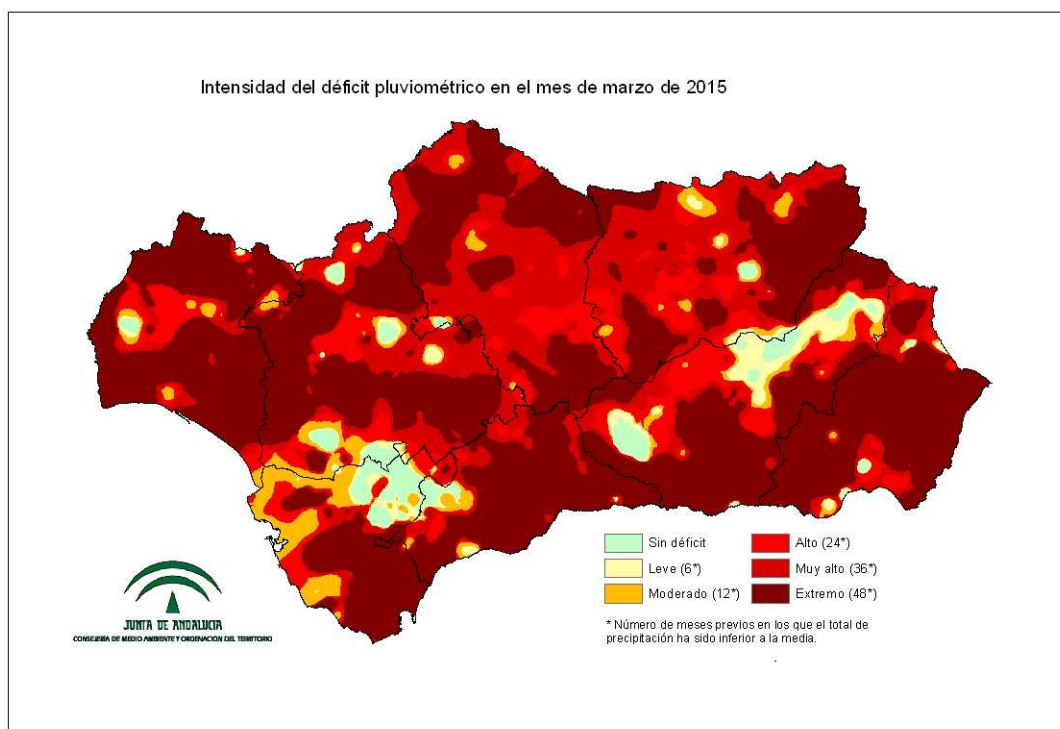 Intensidad del déficit pluviométrico en el mes de marzo de 2015
Sin déficit
Leve (6*)
Moderado (12*)
Alto (24*)
Muy alto (36*)
Extremo (48*)
* Número de meses previos en los que el total de
precipitación ha sido inferior a la media.
JUNTA DE ANDALUCIA
CONSEJERÍA DE MEDIO AMBIENTE Y ORDENACIÓN DEL TERRITORIO